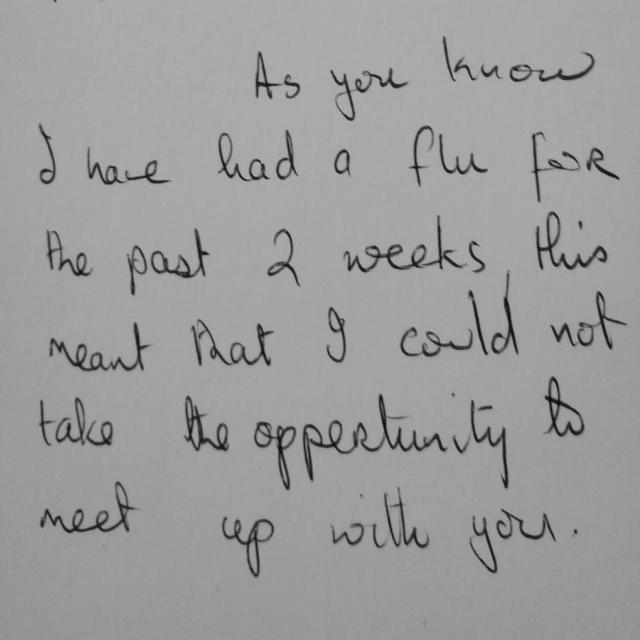 As you know
I have had a flu for
the past 2 weeks, this
meant that I could not
take the oppertunity to
meet up with you.